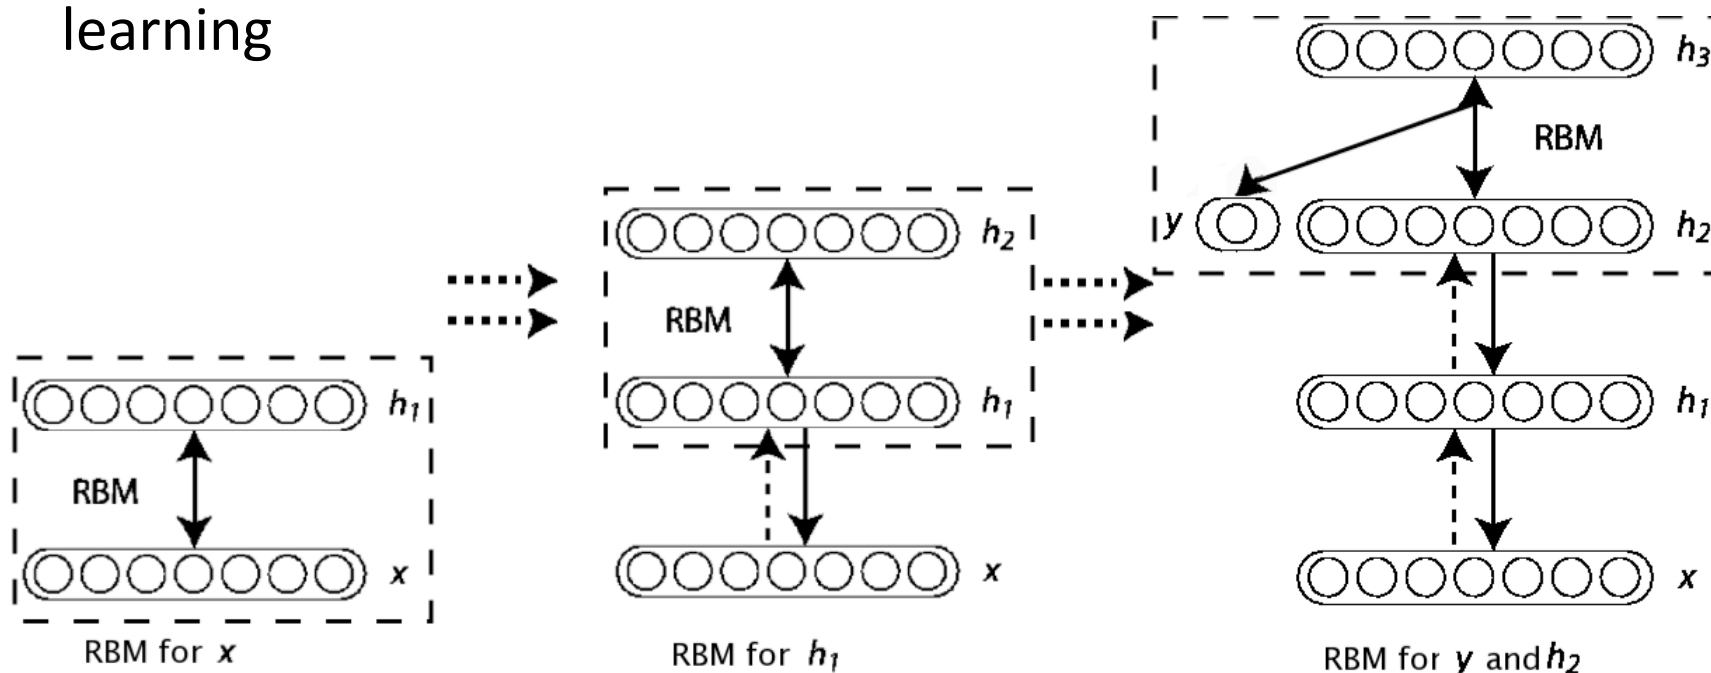 learning
h1
RBM
x
RBM for x
h2
RBM
h1
x
RBM for h1
h3
RBM
y
h2
h1
x
RBM for y and h2